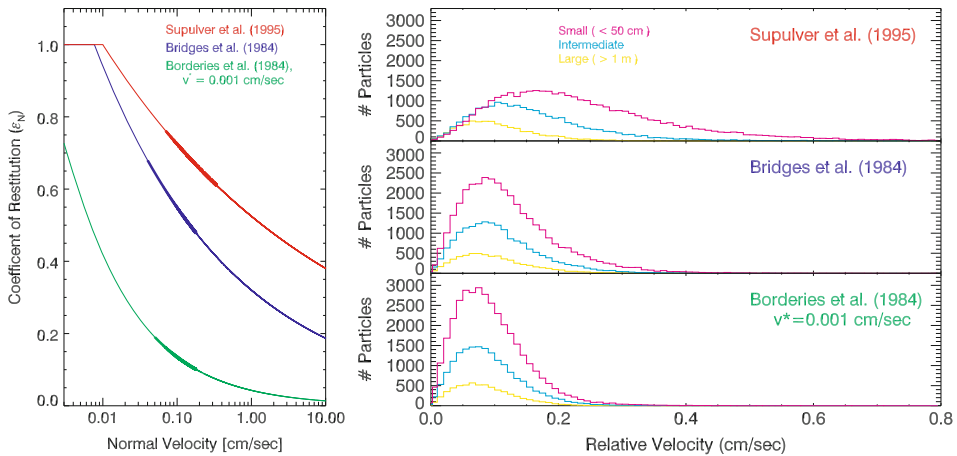 Supulver et al. (1995)
Bridges et al. (1984)
Borderies et al. (1984),
v* = 0.001 cm/sec
1.0
0.8
0.6
0.4
0.2
0.0
Coefficent of Restitution (εN)
0.01 0.10 1.00 10.00
Normal Velocity [cm/sec]
3000
2500
2000
1500
1000
500
0
# Particles
Small ( < 50 cm )
Intermediate
Large ( > 1 m )
Supulver et al. (1995)
3000
2500
2000
1500
1000
500
0
# Particles
Bridges et al. (1984)
3000
2500
2000
1500
1000
500
0
# Particles
Borderies et al. (1984)
v*=0.001 cm/sec
0.0 0.2 0.4 0.6 0.8
Relative Velocity (cm/sec)